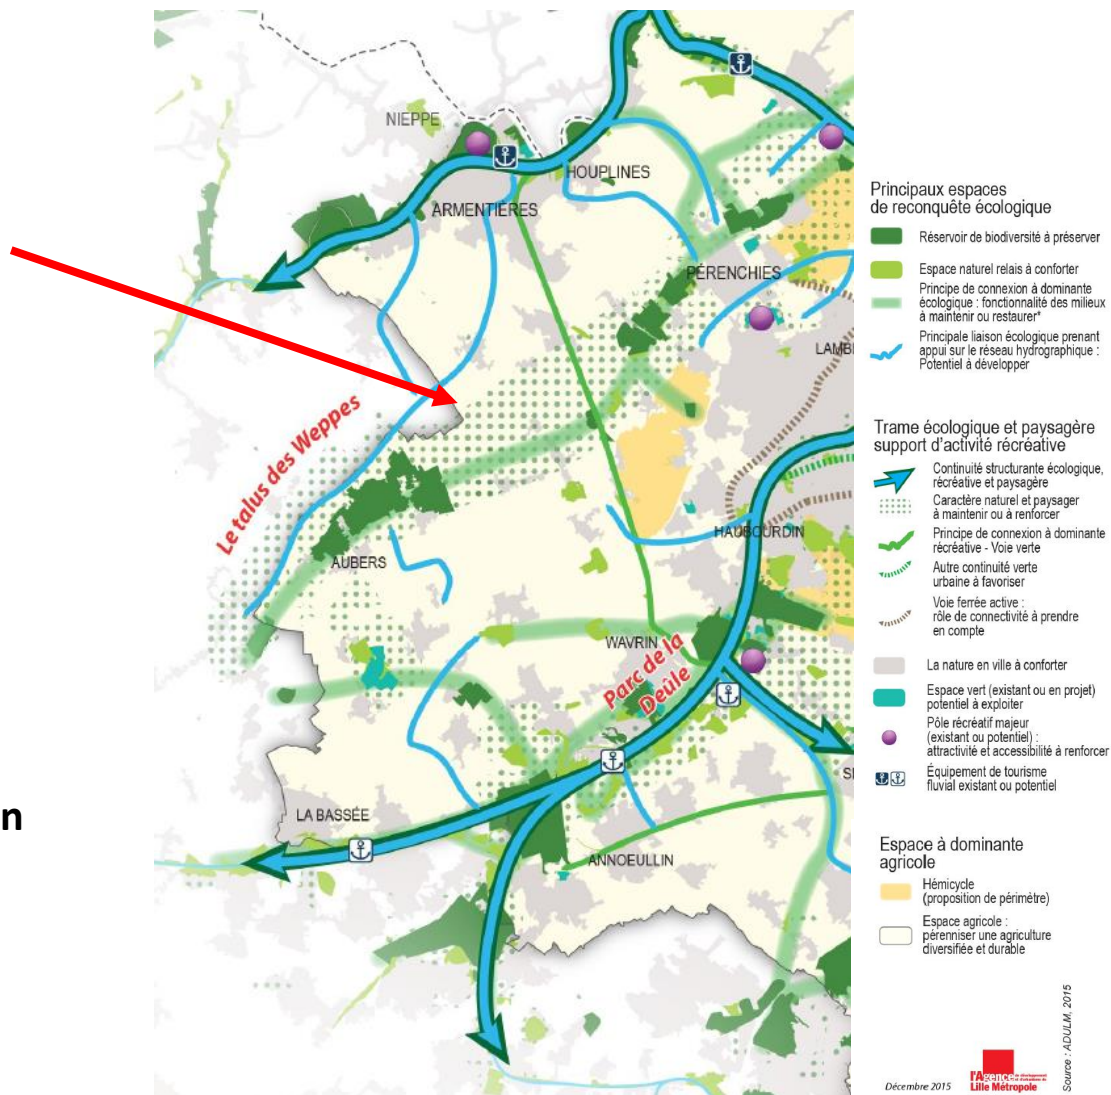 NIEPPE
HOUPLINES
ARMENTIÈRES
PÉRENCHIES
LAMB
Le talus des Weppes
HAUBOURDIN
AUBERS
WAVRIN
Parc de la
Deûle
LA BASSÉE
ANNOEULLIN
n
Principaux espaces
de reconquête écologique
Réservoir de biodiversité à préserver
Espace naturel relais à conforter
Principe de connexion à dominante
écologique : fonctionnalité des milieux
à maintenir ou restaurer*
Principale liaison écologique prenant
appui sur le réseau hydrographique :
Potentiel à développer
Trame écologique et paysagère
support d'activité récréative
Continuité structurante écologique,
récréative et paysagère
Caractère naturel et paysager
à maintenir ou à renforcer
Principe de connexion à dominante
récréative - Voie verte
Autre continuité verte
urbaine à favoriser
Voie ferrée active :
rôle de connectivité à prendre
en compte
La nature en ville à conforter
Espace vert (existant ou en projet)
potentiel à exploiter
Pôle récréatif majeur
(existant ou potentiel) :
attractivité et accessibilité à renforcer
Équipement de tourisme
fluvial existant ou potentiel
Espace à dominante
agricole
Hémicycle
(proposition de périmètre)
Espace agricole :
pérenniser une agriculture
diversifiée et durable
Décembre 2015
l'Agence
Lille Métropole
Source : ADULM, 2015